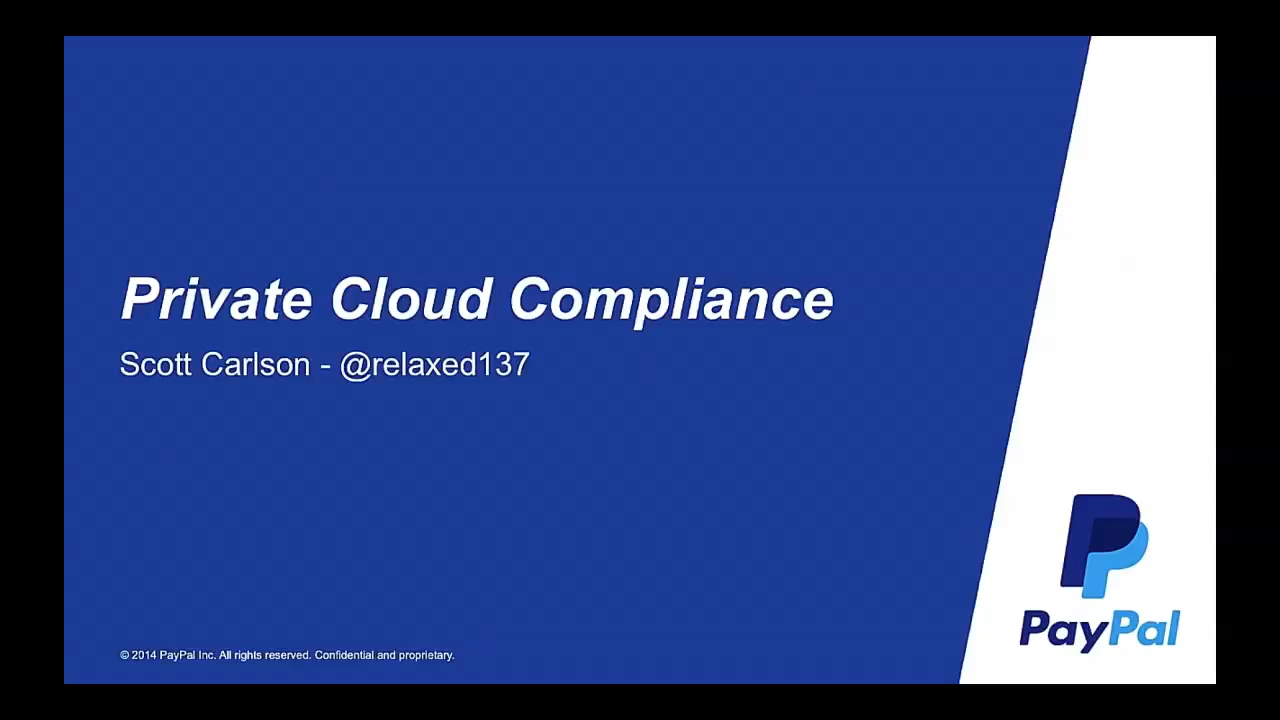 Private Cloud Compliance
Scott Carlson - @relaxed137
PayPal
© 2014 PayPal Inc. All rights reserved. Confidential and proprietary.